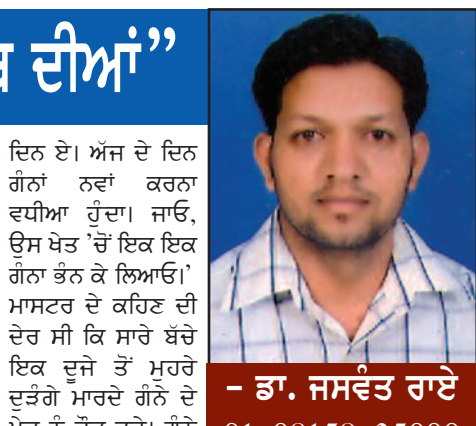 ਦੀਆਂ”
ਦਿਨ ਏ। ਅੱਜ ਦੇ ਦਿਨ
ਗੰਨਾਂ ਨਵਾਂ ਕਰਨਾ
ਵਧੀਆ ਹੁੰਦਾ। ਜਾਓ,
ਉਸ ਖੇਤ ’ਚੋਂ ਇਕ ਇਕ
ਗੰਨਾ ਭੰਨ ਕੇ ਲਿਆਓ।’
ਮਾਸਟਰ ਦੇ ਕਹਿਣ ਦੀ
ਦੇਰ ਸੀ ਕਿ ਸਾਰੇ ਬੱਚੇ
ਇਕ ਦੂਜੇ ਤੋਂ ਮੁਹਰੇ
ਦੁੜੰਗੇ ਮਾਰਦੇ ਗੰਨੇ ਦੇ
– ਡਾ. ਜਸਵੰਤ ਰਾਏ